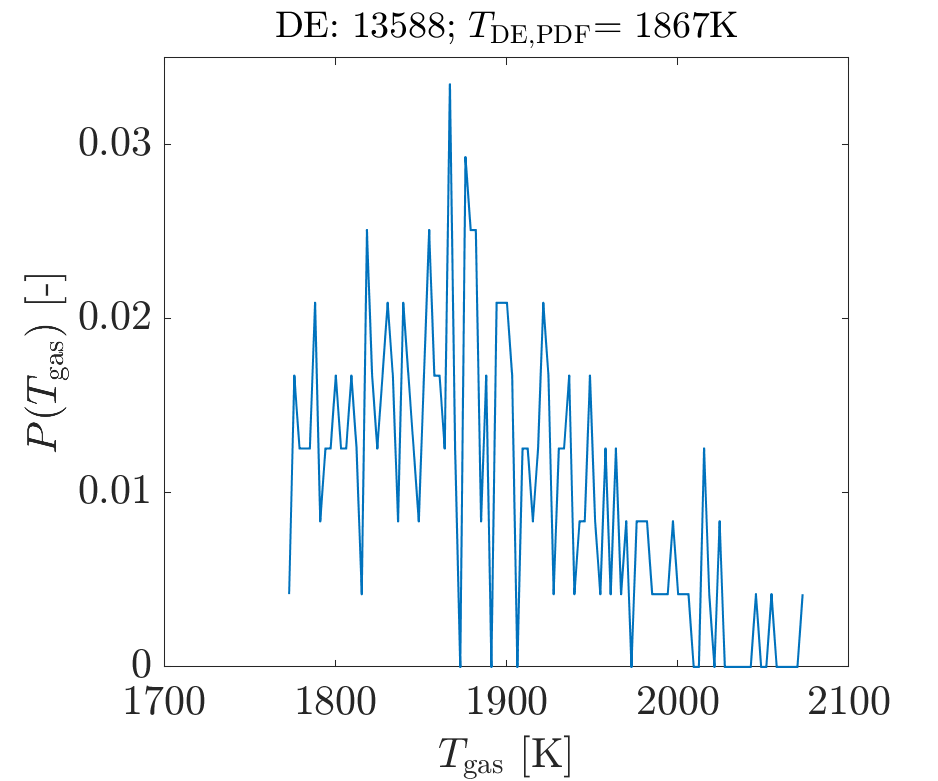 DE: 13588; T_DE,PDF= 1867K
0.03
0.02
0.01
0
1700 1800 1900 2000 2100
P(T_gas) [-]
T_gas [K]